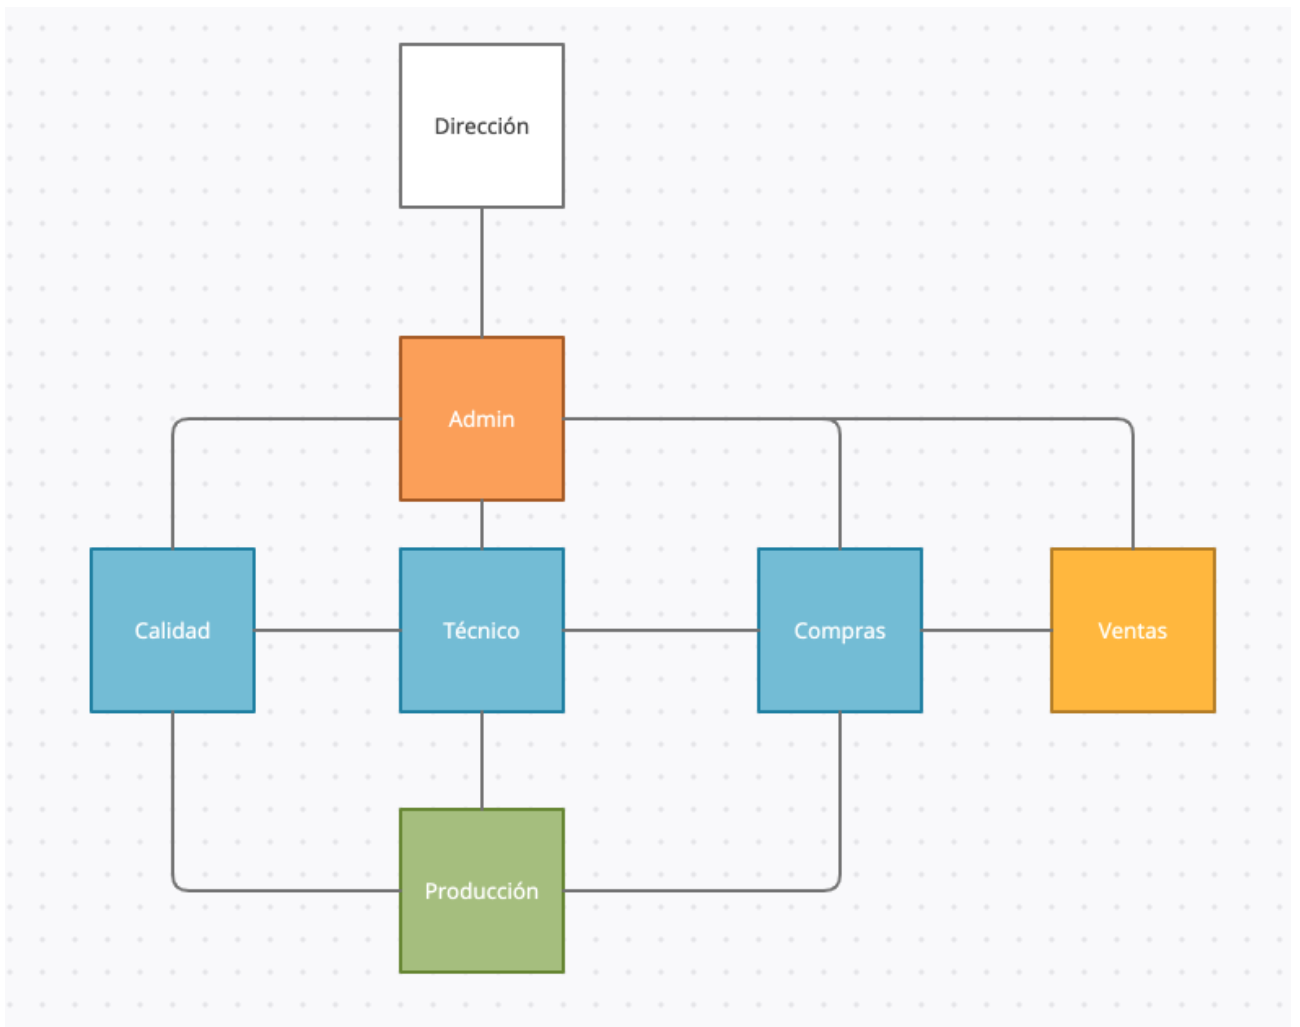 Dirección
Admin
Calidad
Técnico
Compras
Ventas
Producción